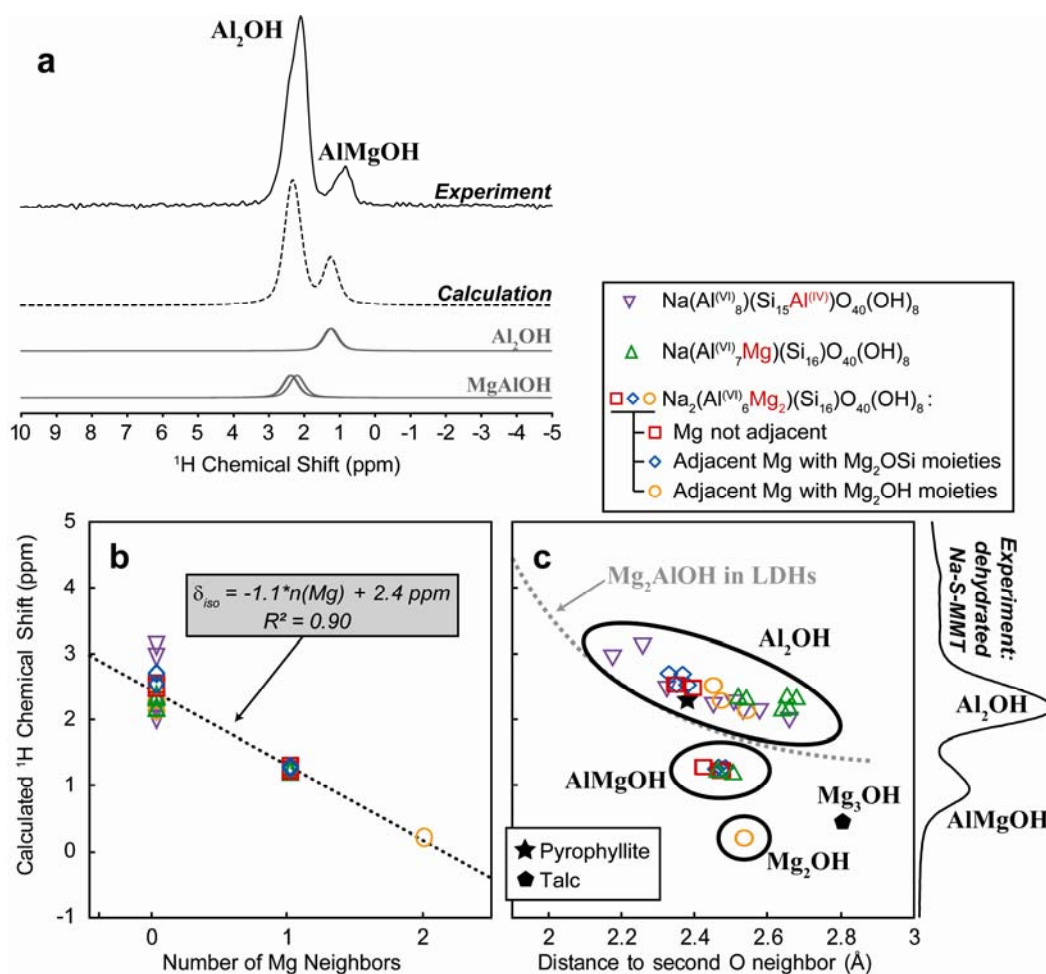 a
Al₂OH
AlMgOH
Experiment
Calculation
Al₂OH
MgAlOH
10 9 8 7 6 5 4 3 2 1 0 -1 -2 -3 -4 -5
¹H Chemical Shift (ppm)
Na(Al⁽ⱽᴵ⁾₈)(Si₁₅Al⁽ᴵⱽ⁾)O₄₀(OH)₈
Na(Al⁽ⱽᴵ⁾₇Mg)(Si₁₆)O₄₀(OH)₈
Na₂(Al⁽ⱽᴵ⁾₆Mg₂)(Si₁₆)O₄₀(OH)₈ :
Mg not adjacent
Adjacent Mg with Mg₂OSi moieties
Adjacent Mg with Mg₂OH moieties
b
Calculated ¹H Chemical Shift (ppm)
5
4
3
2
1
0
-1
δiso = -1.1*n(Mg) + 2.4 ppm
R² = 0.90
0 1 2
Number of Mg Neighbors
c
Mg₂AlOH in LDHs
Al₂OH
AlMgOH
Mg₃OH
Mg₂OH
★ Pyrophyllite
⬟ Talc
2 2.2 2.4 2.6 2.8 3
Distance to second O neighbor (Å)
Experiment:
dehydrated
Na-S-MMT
Al₂OH
AlMgOH